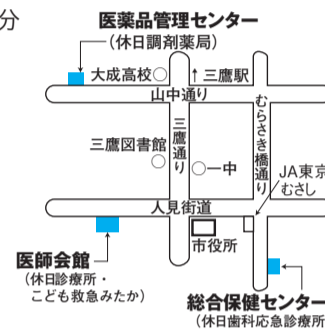 分
医薬品管理センター
(休日調剤薬局)
大成高校
↑三鷹駅
山中通り
三鷹通り
むらさき橋通り
三鷹図書館
一中
JA東京
むさし
人見街道
市役所
医師会館
(休日診療所・
こども救急みたか)
総合保健センター
(休日歯科応急診療所